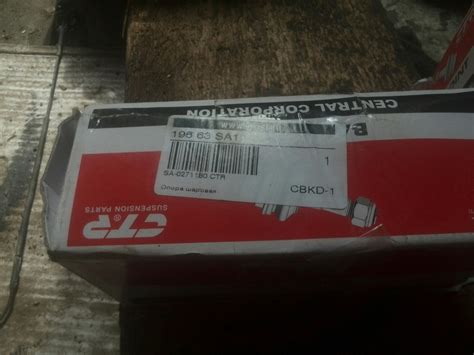 CENTRAL CORPORATION
196 63 SA1
1
SA-0271180 CTR
Опора шаровая
CBKD-1
CTR®
SUSPENSION PARTS